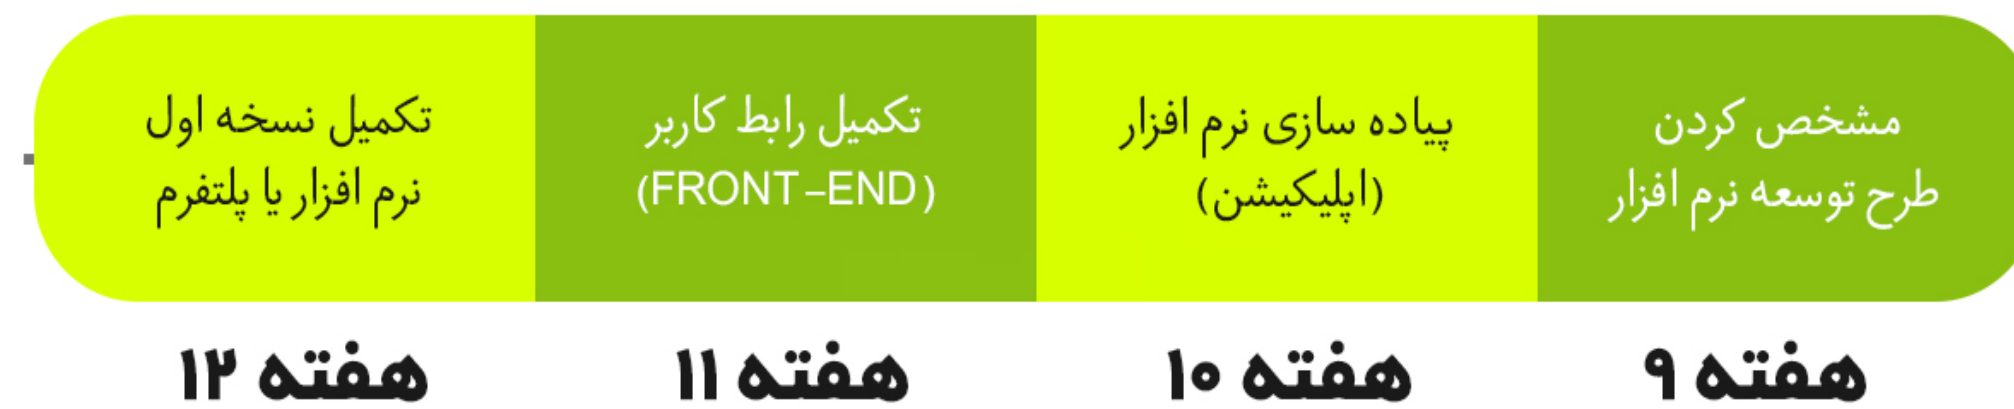 مشخص کردن
طرح توسعه نرم افزار
هفته ۹
پیاده سازی نرم افزار
(اپلیکیشن)
هفته ۱۰
تکمیل رابط کاربر
(FRONT-END)
هفته ۱۱
تکمیل نسخه اول
نرم افزار یا پلتفرم
هفته ۱۲